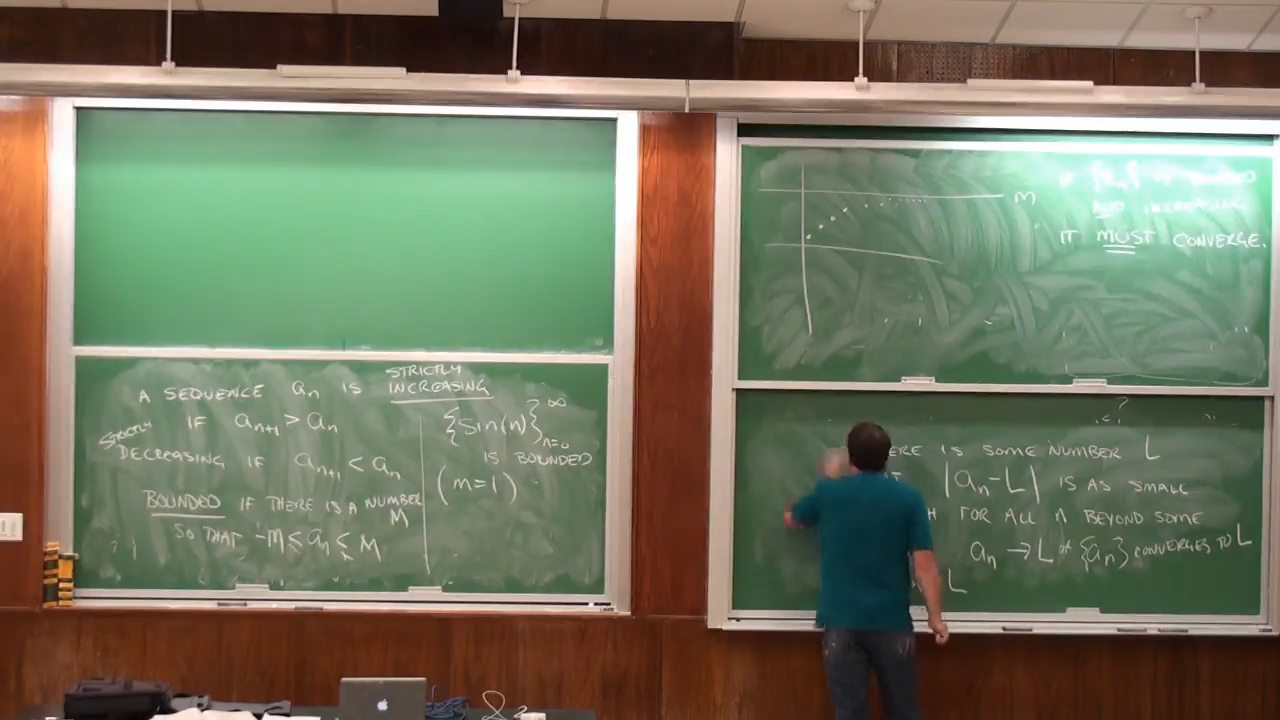 A SEQUENCE an IS STRICTLY INCREASING
IF an+1 > an
STRICTLY DECREASING IF an+1 < an
BOUNDED IF THERE IS A NUMBER M
SO THAT -M ≤ an ≤ M
{Sin(n)}∞n=0
IS BOUNDED
(M=1)
M
AND INCREASING
IT MUST CONVERGE.
IS SOME NUMBER L
|an-L| IS AS SMALL
FOR ALL n BEYOND SOME
an → L or {an} CONVERGES TO L
L